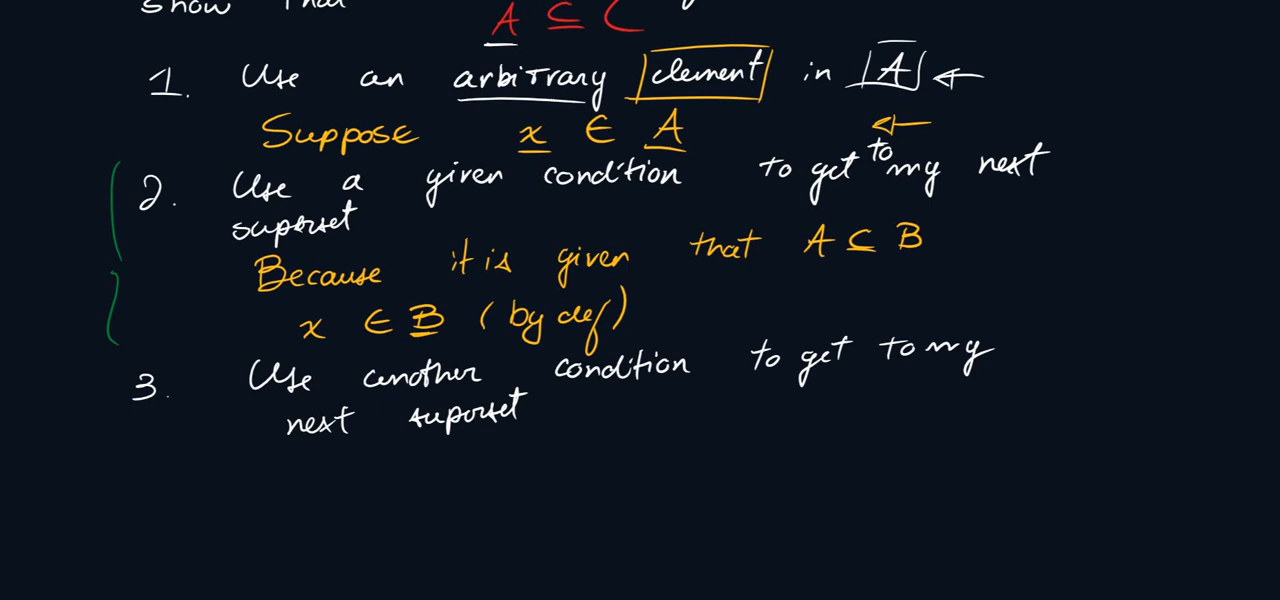 Show That
A ⊆ C
1. Use an arbitrary element in A ←
Suppose x ∈ A ←
2. Use a given condition to get to my next
superset
Because it is given that A ⊆ B
x ∈ B (by def)
3. Use another condition to get to my
next superset